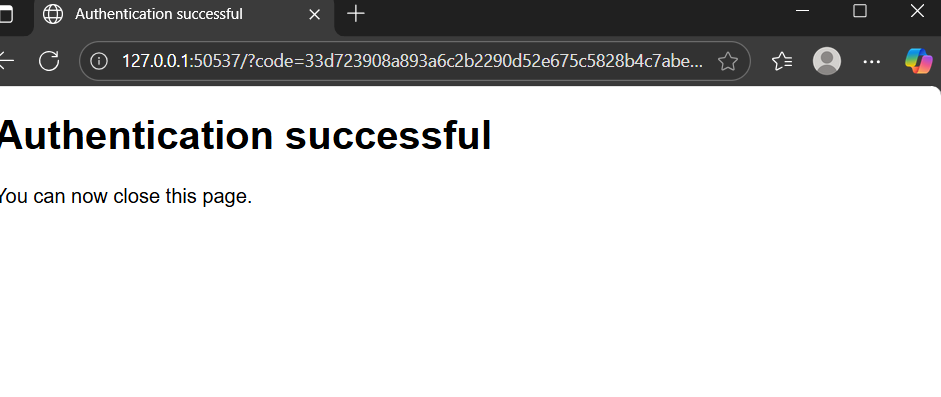 Authentication successful
127.0.0.1:50537/?code=33d723908a893a6c2b2290d52e675c5828b4c7abe...
Authentication successful
You can now close this page.